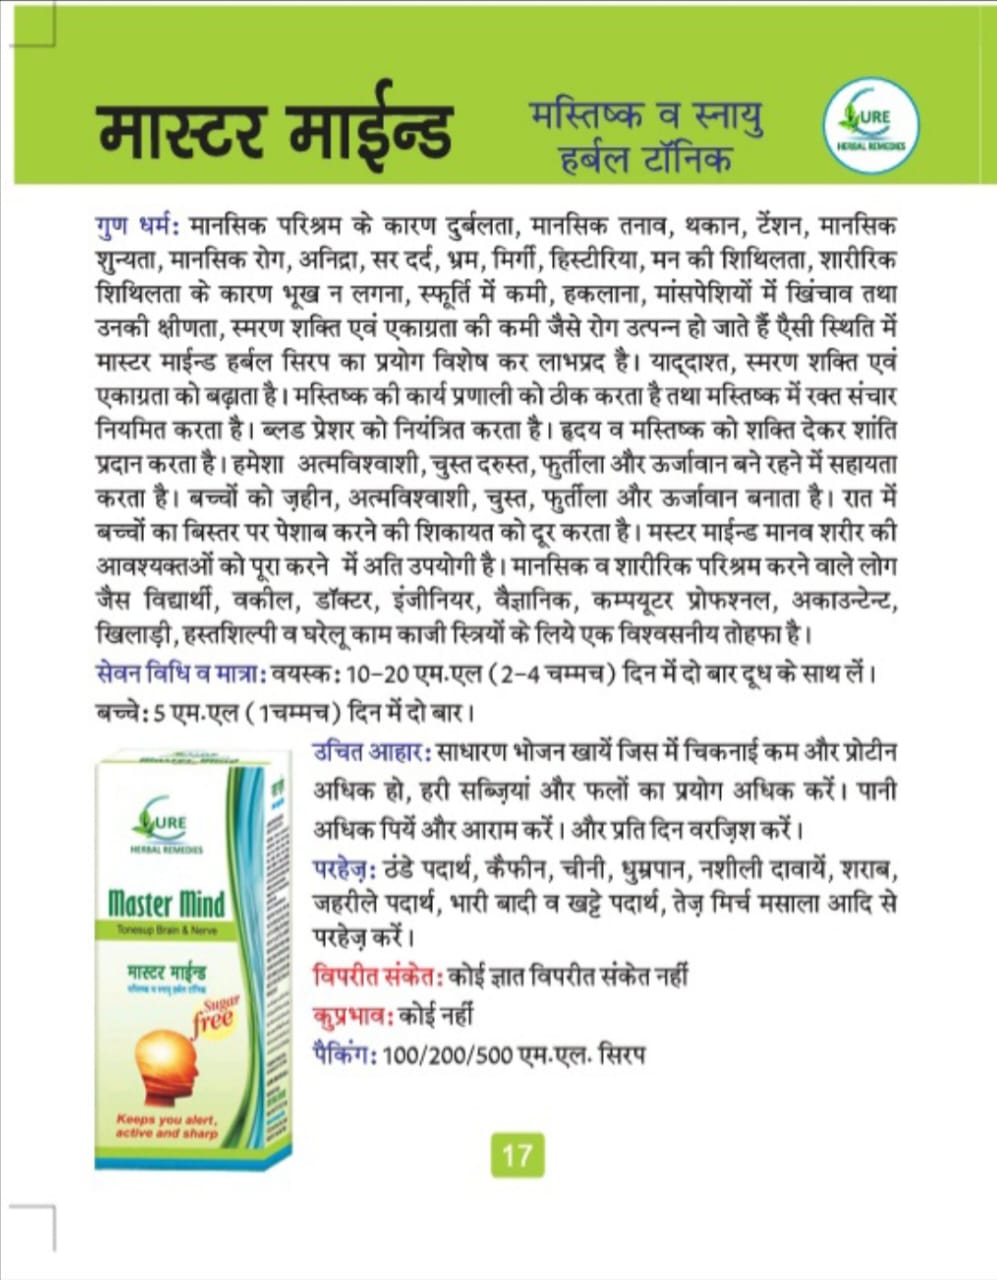 मास्टर माईन्ड
मस्तिष्क व स्नायु
हर्बल टॉनिक
CURE
HERBAL REMEDIES
गुण धर्म: मानसिक परिश्रम के कारण दुर्बलता, मानसिक तनाव, थकान, टेंशन, मानसिक
शुन्यता, मानसिक रोग, अनिद्रा, सर दर्द, भ्रम, मिर्गी, हिस्टीरिया, मन की शिथिलता, शारीरिक
शिथिलता के कारण भूख न लगना, स्फूर्ति में कमी, हकलाना, मांसपेशियों में खिंचाव तथा
उनकी क्षीणता, स्मरण शक्ति एवं एकाग्रता की कमी जैसे रोग उत्पन्न हो जाते हैं ऐसी स्थिति में
मास्टर माईन्ड हर्बल सिरप का प्रयोग विशेष कर लाभप्रद है। याद्दाश्त, स्मरण शक्ति एवं
एकाग्रता को बढ़ाता है। मस्तिष्क की कार्य प्रणाली को ठीक करता है तथा मस्तिष्क में रक्त संचार
नियमित करता है। ब्लड प्रेशर को नियंत्रित करता है। हृदय व मस्तिष्क को शक्ति देकर शांति
प्रदान करता है। हमेशा अत्मविश्वाशी, चुस्त दरुस्त, फुर्तीला और ऊर्जावान बने रहने में सहायता
करता है। बच्चों को ज़हीन, अत्मविश्वाशी, चुस्त, फुर्तीला और ऊर्जावान बनाता है। रात में
बच्चों का बिस्तर पर पेशाब करने की शिकायत को दूर करता है। मस्टर माईन्ड मानव शरीर की
आवश्यक्तओं को पूरा करने में अति उपयोगी है। मानसिक व शारीरिक परिश्रम करने वाले लोग
जैस विद्यार्थी, वकील, डॉक्टर, इंजीनियर, वैज्ञानिक, कम्पयूटर प्रोफश्नल, अकाउन्टेन्ट,
खिलाड़ी, हस्तशिल्पी व घरेलू काम काजी स्त्रियों के लिये एक विश्वसनीय तोहफा है।
सेवन विधि व मात्रा: वयस्क: 10-20 एम.एल (2-4 चम्मच) दिन में दो बार दूध के साथ लें।
बच्चे: 5 एम.एल (1चम्मच) दिन में दो बार।
उचित आहार: साधारण भोजन खायें जिस में चिकनाई कम और प्रोटीन
अधिक हो, हरी सब्ज़ियां और फलों का प्रयोग अधिक करें। पानी
अधिक पियें और आराम करें। और प्रति दिन वरज़िश करें।
परहेज़: ठंडे पदार्थ, कैफीन, चीनी, धुम्रपान, नशीली दावायें, शराब,
जहरीले पदार्थ, भारी बादी व खट्टे पदार्थ, तेज़ मिर्च मसाला आदि से
परहेज़ करें।
विपरीत संकेत: कोई ज्ञात विपरीत संकेत नहीं
कुप्रभाव: कोई नहीं
पैकिंग: 100/200/500 एम.एल. सिरप
CURE
HERBAL REMEDIES
Master Mind
Tonesup Brain & Nerve
मास्टर माईन्ड
मस्तिष्क व स्नायु हर्बल टॉनिक
Sugar
free
Keeps you alert,
active and sharp
17